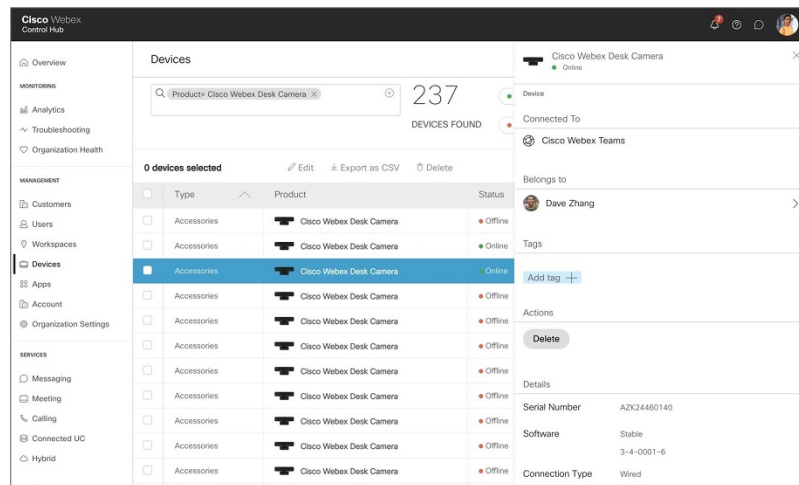 Cisco Webex
Control Hub
7
Overview
MONITORING
Analytics
Troubleshooting
Organization Health
MANAGEMENT
Customers
Users
Workspaces
Devices
Apps
Account
Organization Settings
SERVICES
Messaging
Meeting
Calling
Connected UC
Hybrid
Devices
Product= Cisco Webex Desk Camera ×
237
DEVICES FOUND
0 devices selected Edit Export as CSV Delete
Type Product Status
Accessories Cisco Webex Desk Camera Offline
Accessories Cisco Webex Desk Camera Online
Accessories Cisco Webex Desk Camera Online
Accessories Cisco Webex Desk Camera Offline
Accessories Cisco Webex Desk Camera Offline
Accessories Cisco Webex Desk Camera Offline
Accessories Cisco Webex Desk Camera Offline
Accessories Cisco Webex Desk Camera Offline
Accessories Cisco Webex Desk Camera Offline
Accessories Cisco Webex Desk Camera Offline
Accessories Cisco Webex Desk Camera Offline
Cisco Webex Desk Camera
Online
Device
Connected To
Cisco Webex Teams
Belongs to
Dave Zhang
Tags
Add tag +
Actions
Delete
Details
Serial Number AZK24460140
Software Stable
3-4-0001-6
Connection Type Wired